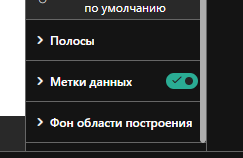 по умолчанию
Полосы
Метки данных
Фон области построения